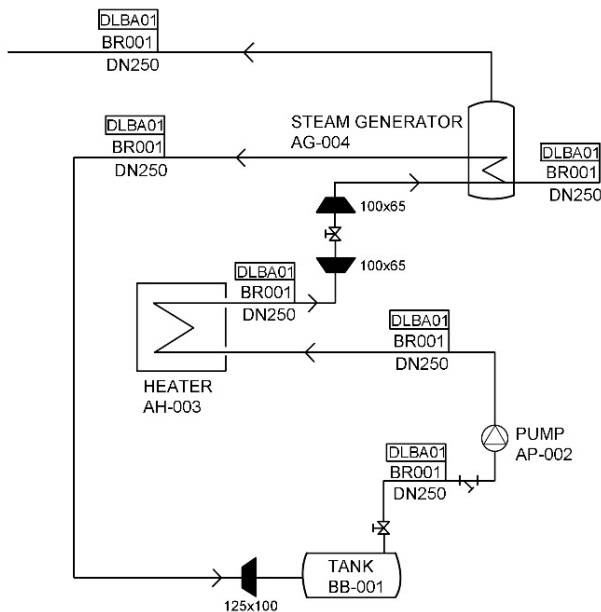 DLBA01
BR001
DN250
DLBA01
BR001
DN250
STEAM GENERATOR
AG-004
DLBA01
BR001
DN250
100x65
100x65
DLBA01
BR001
DN250
DLBA01
BR001
DN250
HEATER
AH-003
PUMP
AP-002
DLBA01
BR001
DN250
TANK
BB-001
125x100